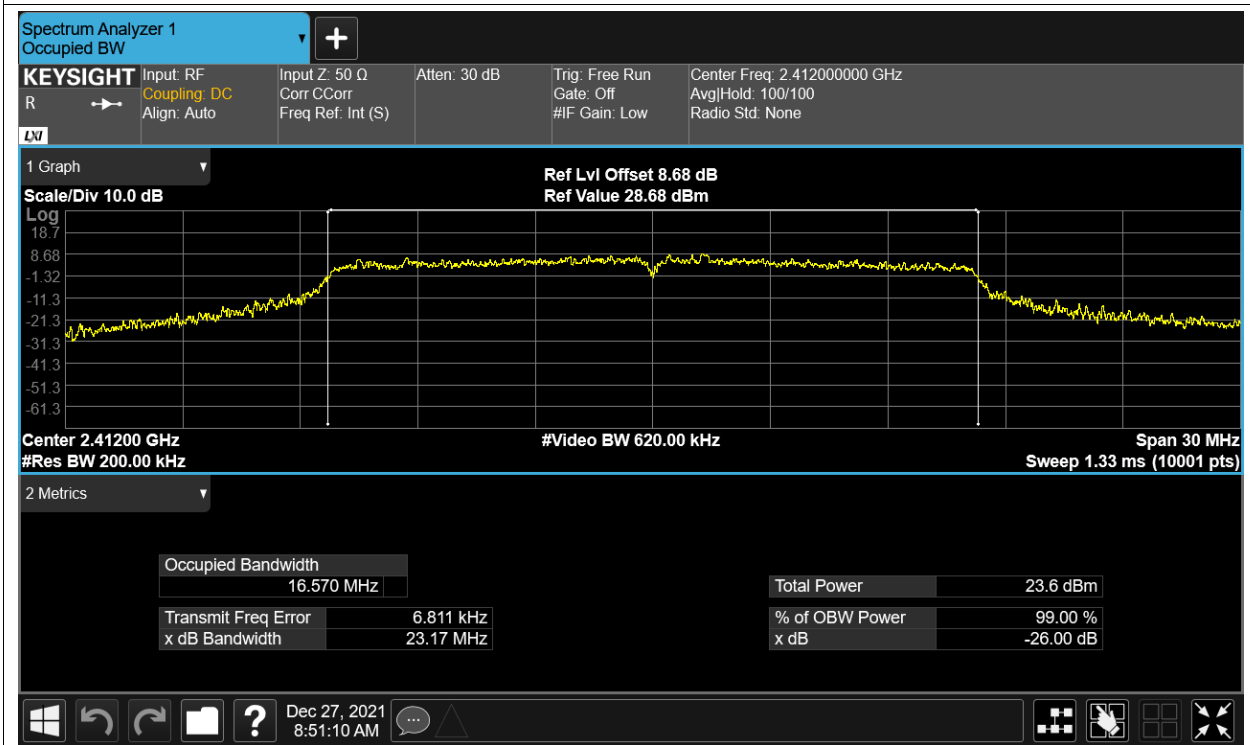 Spectrum Analyzer 1
Occupied BW
KEYSIGHT
R
LXI
Input: RF
Coupling: DC
Align: Auto
Input Z: 50 Ω
Corr CCorr
Freq Ref: Int (S)
Atten: 30 dB
Trig: Free Run
Gate: Off
#IF Gain: Low
Center Freq: 2.412000000 GHz
Avg|Hold: 100/100
Radio Std: None
1 Graph
Scale/Div 10.0 dB
Ref Lvl Offset 8.68 dB
Ref Value 28.68 dBm
Log
18.7
8.68
-1.32
-11.3
-21.3
-31.3
-41.3
-51.3
-61.3
Center 2.41200 GHz
#Video BW 620.00 kHz
Span 30 MHz
#Res BW 200.00 kHz
Sweep 1.33 ms (10001 pts)
2 Metrics
Occupied Bandwidth
16.570 MHz
Total Power 23.6 dBm
Transmit Freq Error 6.811 kHz
% of OBW Power 99.00 %
x dB Bandwidth 23.17 MHz
x dB -26.00 dB
Dec 27, 2021
8:51:10 AM